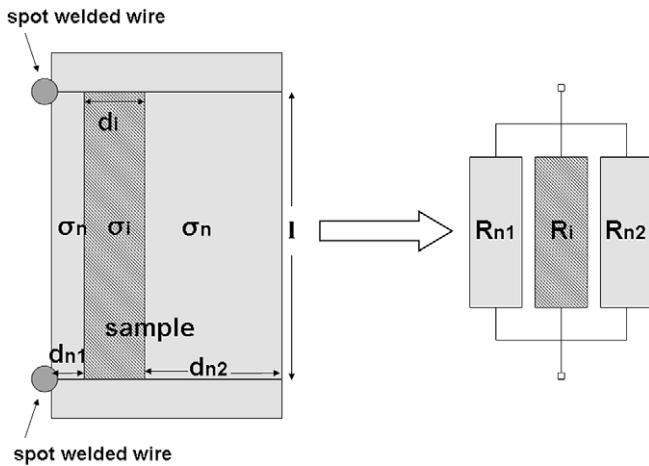 spot welded wire
di
σn σi σn l
Rn1 Ri Rn2
sample
dn1 dn2
spot welded wire